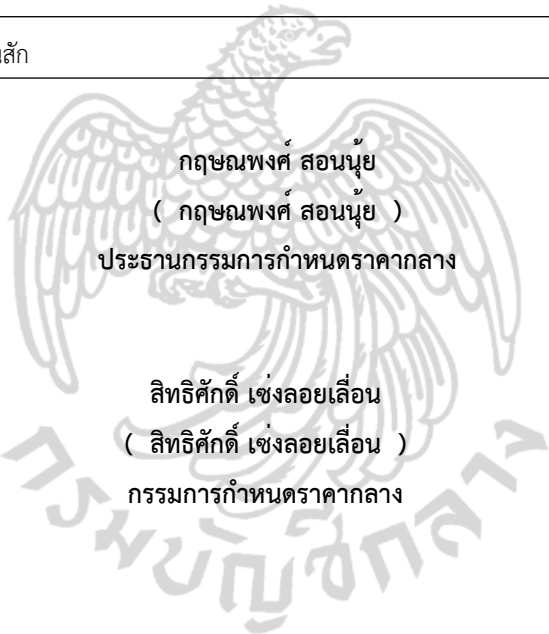 นสัก
กฤษณพงศ์ สอนนุ้ย
( กฤษณพงศ์ สอนนุ้ย )
ประธานกรรมการกำหนดราคากลาง
สิทธิศักดิ์ เซ่งลอยเลื่อน
( สิทธิศักดิ์ เซ่งลอยเลื่อน )
กรรมการกำหนดราคากลาง
กรมบัญชีกลาง